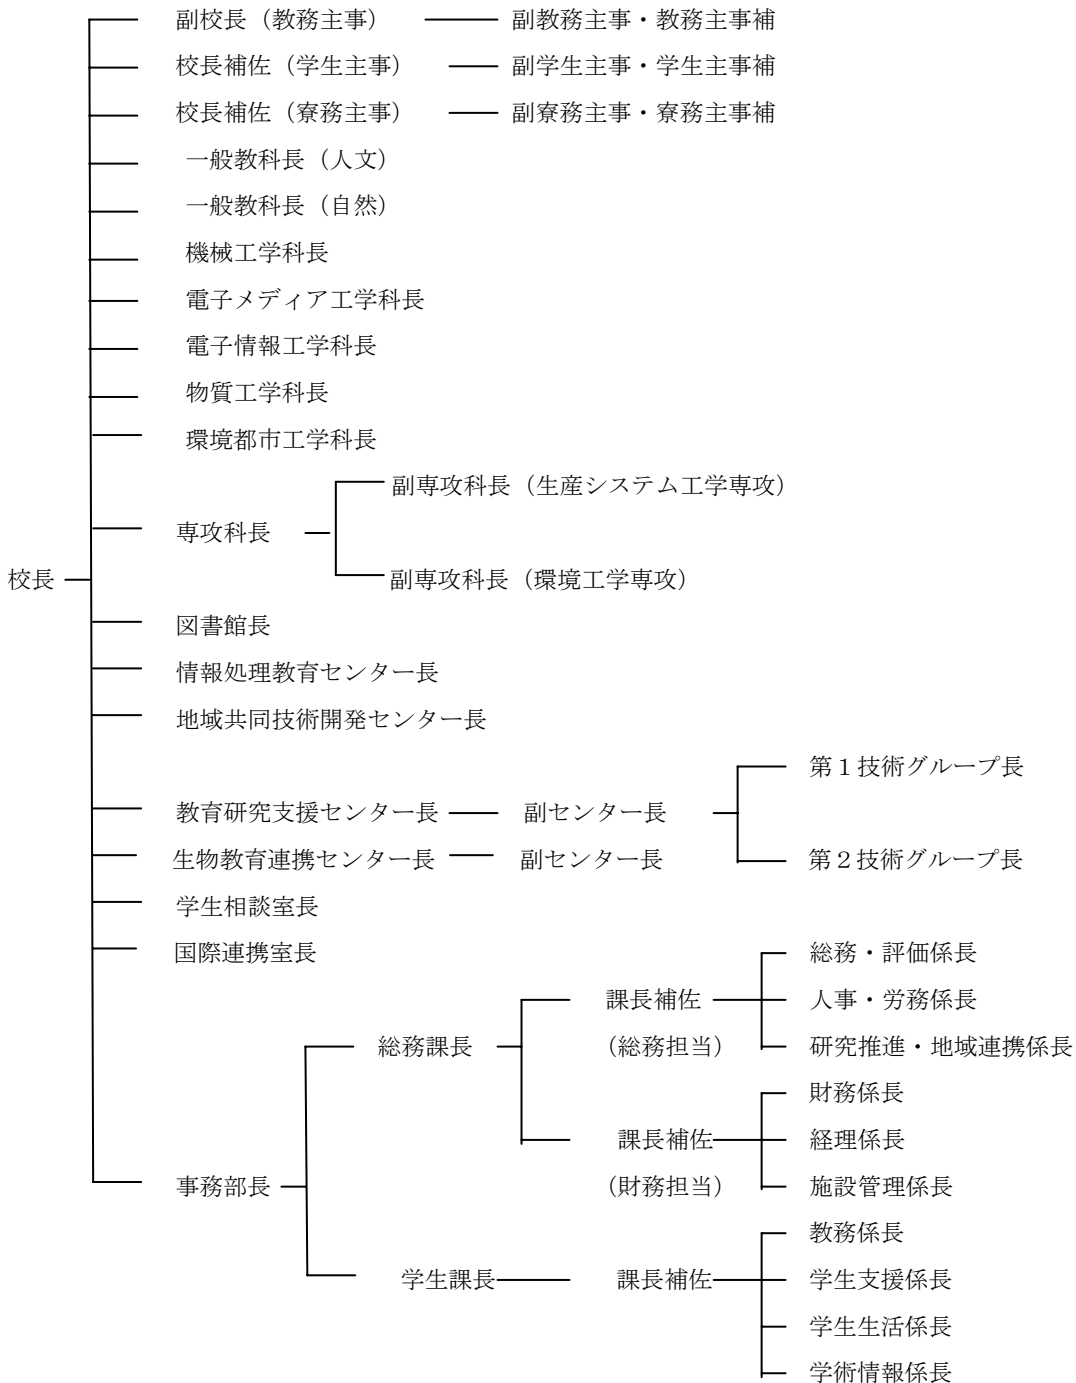 副校長（教務主事） 副教務主事・教務主事補
校長補佐（学生主事） 副学生主事・学生主事補
校長補佐（寮務主事） 副寮務主事・寮務主事補
一般教科長（人文）
一般教科長（自然）
機械工学科長
電子メディア工学科長
電子情報工学科長
物質工学科長
環境都市工学科長
副専攻科長（生産システム工学専攻）
専攻科長
校長 副専攻科長（環境工学専攻）
図書館長
情報処理教育センター長
地域共同技術開発センター長
第１技術グループ長
教育研究支援センター長 副センター長
生物教育連携センター長 副センター長 第２技術グループ長
学生相談室長
国際連携室長 総務・評価係長
課長補佐 人事・労務係長
総務課長 （総務担当） 研究推進・地域連携係長
財務係長
課長補佐 経理係長
事務部長 （財務担当） 施設管理係長
教務係長
学生課長 課長補佐 学生支援係長
学生生活係長
学術情報係長